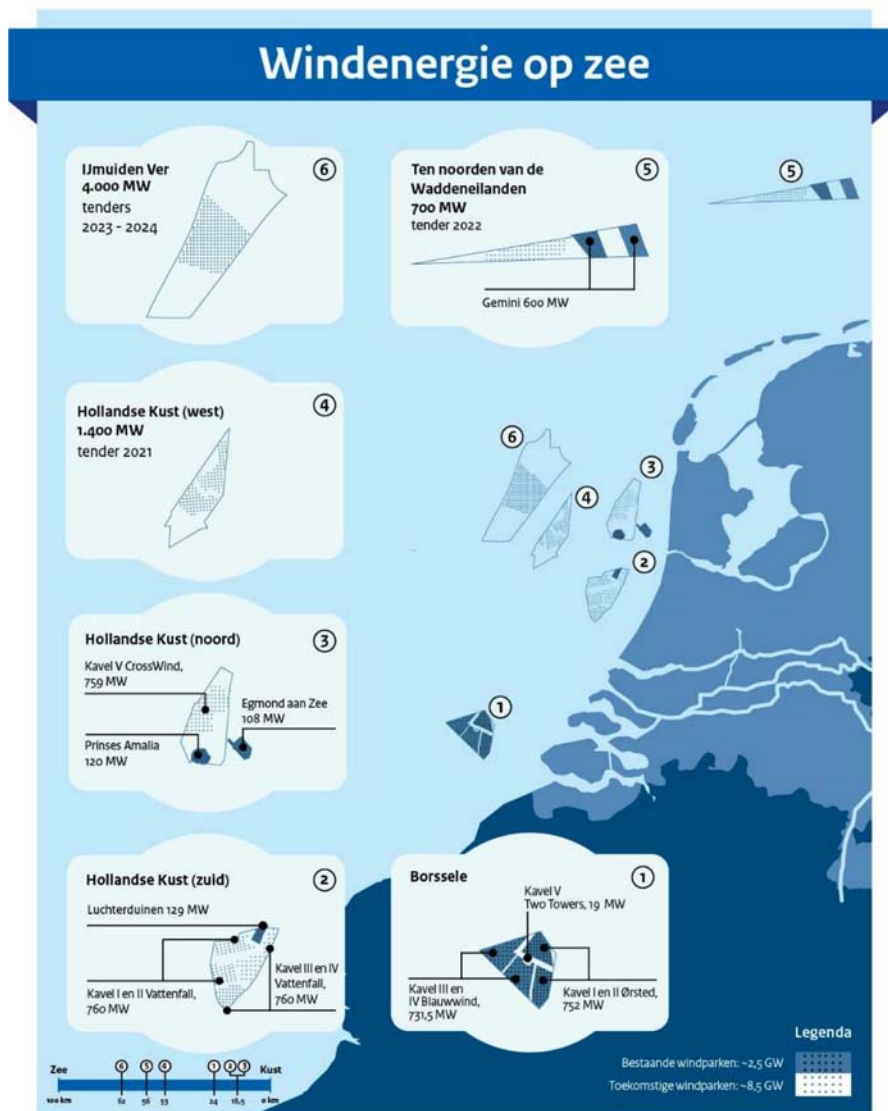 Windenergie op zee
IJmuiden Ver
4.000 MW
tenders
2023 - 2024
6
Ten noorden van de
Waddeneilanden
700 MW
tender 2022
5
Gemini 600 MW
5
Hollandse Kust (west)
1.400 MW
tender 2021
4
6
4
3
2
1
Hollandse Kust (noord)
3
Kavel V CrossWind,
759 MW
Egmond aan Zee
108 MW
Prinses Amalia
120 MW
Hollandse Kust (zuid)
2
Luchterduinen 129 MW
Kavel III en IV
Vattenfall,
760 MW
Kavel I en II Vattenfall,
760 MW
Borssele
1
Kavel V
Two Towers, 19 MW
Kavel III en
IV Blauwwind,
731,5 MW
Kavel I en II Ørsted,
752 MW
Legenda
Bestaande windparken: ~2,5 GW
Toekomstige windparken: ~8,5 GW
Zee
6
5
4
1
2
3
Kust
100 km
62
56
53
24
18,5
0 km